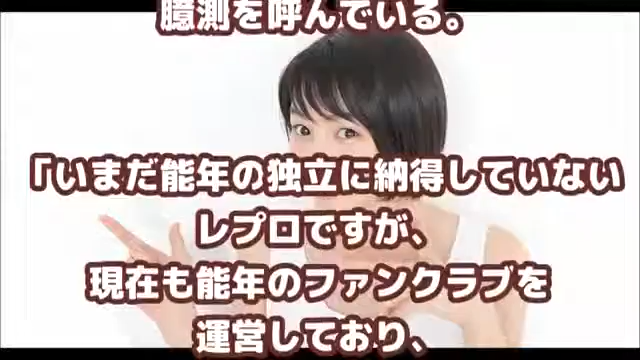 臆測を呼んでいる。
「いまだ能年の独立に納得していない
レプロですが、
現在も能年のファンクラブを
運営しており、